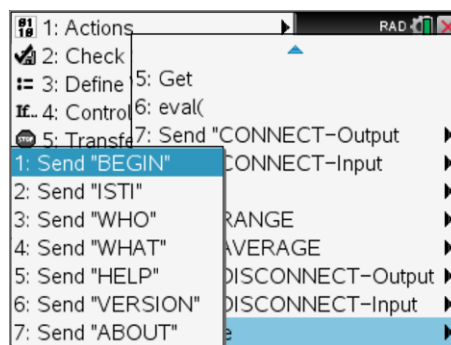 1: Actions
RAD
2: Check
3: Define
4: Control
5: Transfe
5: Get
6: eval(
7: Send "CONNECT-Output
CONNECT-Input
RANGE
AVERAGE
DISCONNECT-Output
DISCONNECT-Input
e
1: Send "BEGIN"
2: Send "ISTI"
3: Send "WHO"
4: Send "WHAT"
5: Send "HELP"
6: Send "VERSION"
7: Send "ABOUT"